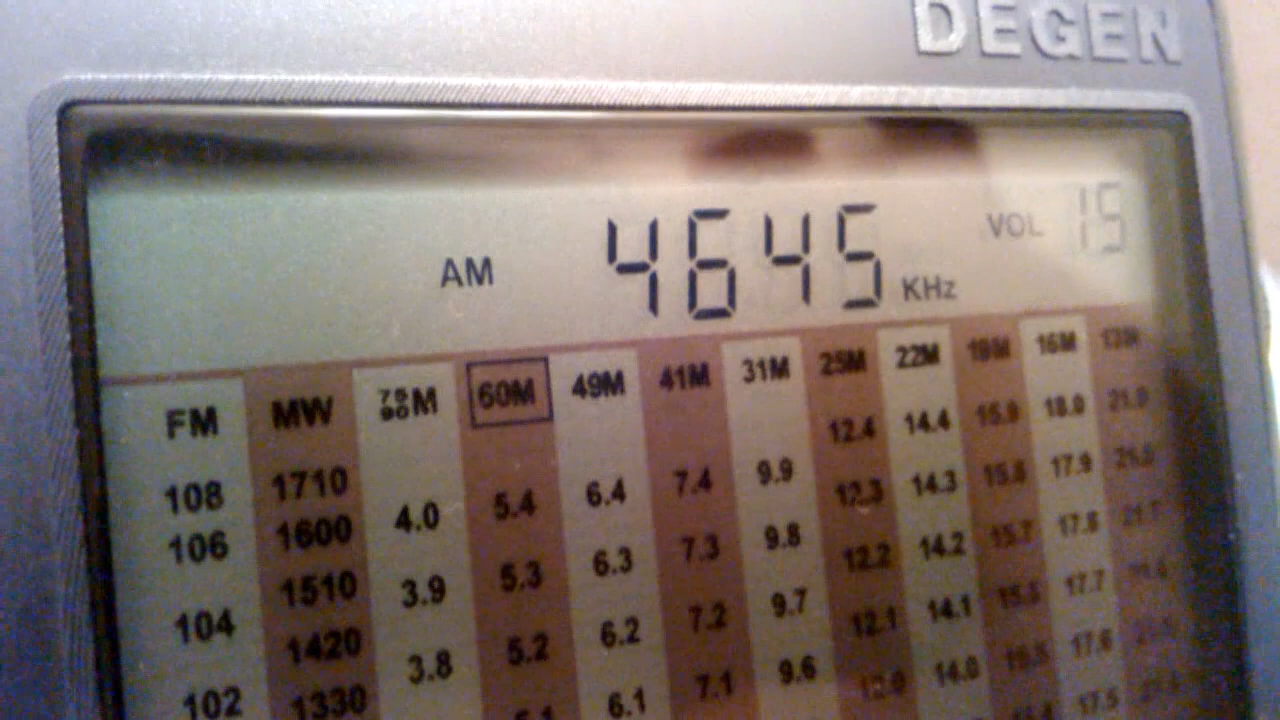 DEGEN
AM 4645 KHz VOL 15
FM MW 75 90M 60M 49M 41M 31M 25M 22M 19M 16M 13M
12.4 14.4 15.9 18.0 21.9
108 1710 4.0 5.4 6.4 7.4 9.9 12.3 14.3 15.8 17.9
106 1600 3.9 5.3 6.3 7.3 9.8 12.2 14.2 15.7 17.8 21.7
104 1510 3.8 5.2 6.2 7.2 9.7 12.1 14.1 17.7
1420 6.1 7.1 9.6 12.0 14.0 15.5 17.6
102 1330 17.5